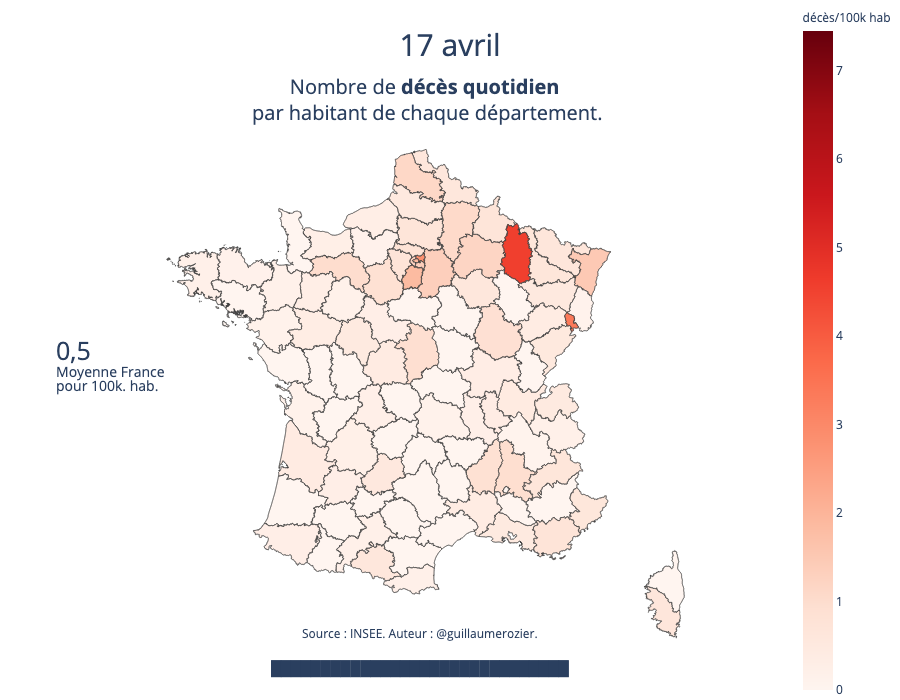 décès/100k hab
17 avril
Nombre de décès quotidien
par habitant de chaque département.
7
6
5
4
3
2
1
0
0,5
Moyenne France
pour 100k. hab.
Source : INSEE. Auteur : @guillaumerozier.